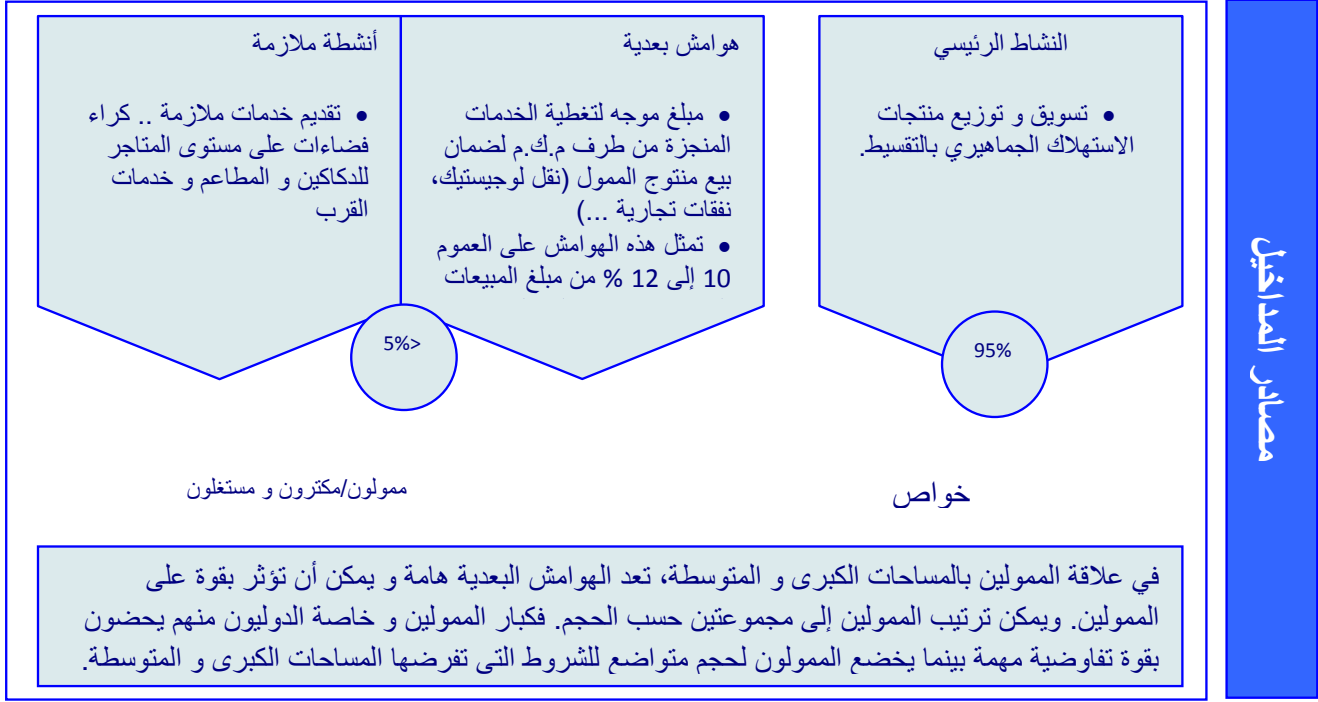 مصادر المداخيل
النشاط الرئيسي
• تسويق و توزيع منتجات
الاستهلاك الجماهيري بالتقسيط.
95%
هوامش بعدية
• مبلغ موجه لتغطية الخدمات
المنجزة من طرف م.ك.م لضمان
بيع منتوج الممول (نقل لوجيستيك،
نفقات تجارية ...)
• تمثل هذه الهوامش على العموم
10 إلى 12 % من مبلغ المبيعات
أنشطة ملازمة
• تقديم خدمات ملازمة .. كراء
فضاءات على مستوى المتاجر
للدكاكين و المطاعم و خدمات
القرب
5%>
خواص
ممولون/مكترون و مستغلون
في علاقة الممولين بالمساحات الكبرى و المتوسطة، تعد الهوامش البعدية هامة و يمكن أن تؤثر بقوة على
الممولين. ويمكن ترتيب الممولين إلى مجموعتين حسب الحجم. فكبار الممولين و خاصة الدوليون منهم يحضون
بقوة تفاوضية مهمة بينما يخضع الممولون لحجم متواضع للشروط التي تفرضها المساحات الكبرى و المتوسطة.